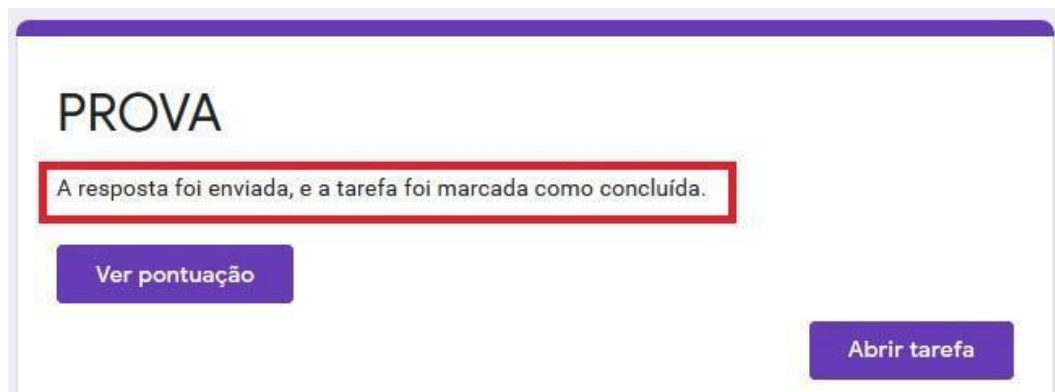 PROVA
A resposta foi enviada, e a tarefa foi marcada como concluída.
Ver pontuação
Abrir tarefa